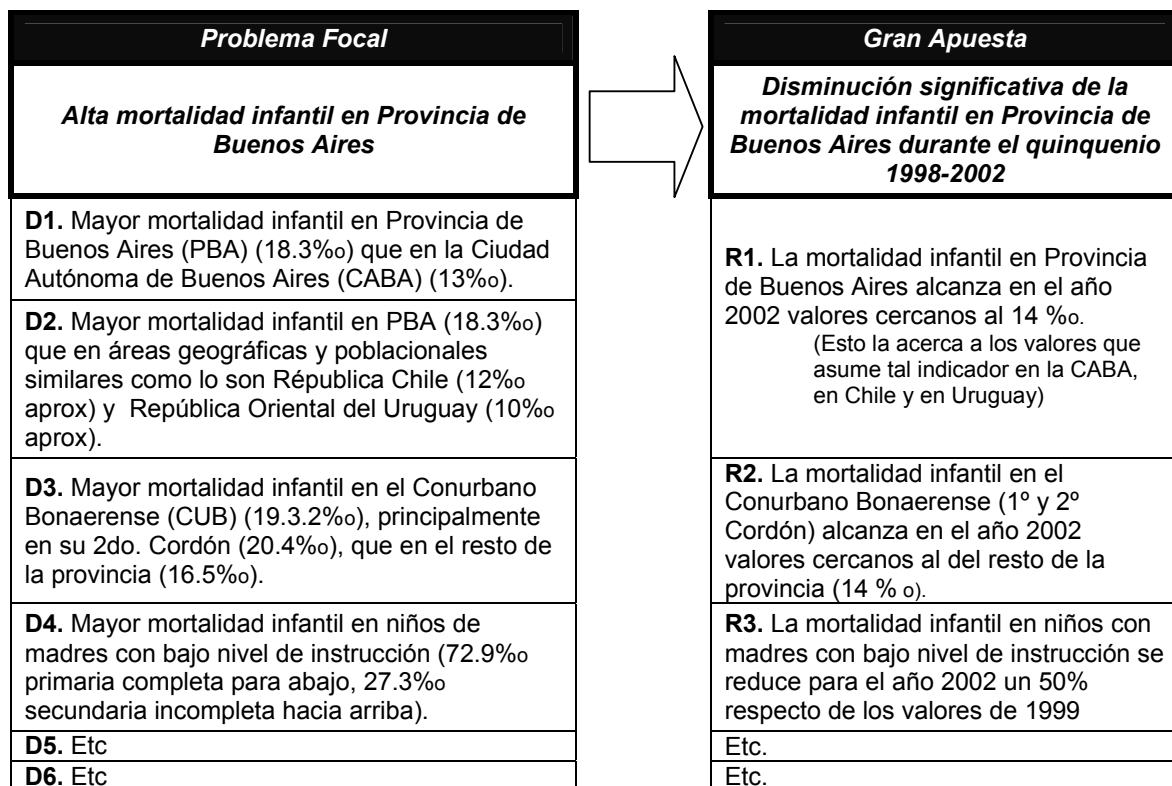 Problema Focal
Alta mortalidad infantil en Provincia de
Buenos Aires
D1. Mayor mortalidad infantil en Provincia de
Buenos Aires (PBA) (18.3%o) que en la Ciudad
Autónoma de Buenos Aires (CABA) (13%o).
D2. Mayor mortalidad infantil en PBA (18.3%o)
que en áreas geográficas y poblacionales
similares como lo son Républica Chile (12%o
aprox) y República Oriental del Uruguay (10%o
aprox).
D3. Mayor mortalidad infantil en el Conurbano
Bonaerense (CUB) (19.3.2%o), principalmente
en su 2do. Cordón (20.4%o), que en el resto de
la provincia (16.5%o).
D4. Mayor mortalidad infantil en niños de
madres con bajo nivel de instrucción (72.9%o
primaria completa para abajo, 27.3%o
secundaria incompleta hacia arriba).
D5. Etc
D6. Etc
Gran Apuesta
Disminución significativa de la
mortalidad infantil en Provincia de
Buenos Aires durante el quinquenio
1998-2002
R1. La mortalidad infantil en Provincia
de Buenos Aires alcanza en el año
2002 valores cercanos al 14 %o.
(Esto la acerca a los valores que
asume tal indicador en la CABA,
en Chile y en Uruguay)
R2. La mortalidad infantil en el
Conurbano Bonaerense (1º y 2º
Cordón) alcanza en el año 2002
valores cercanos al del resto de la
provincia (14 % o).
R3. La mortalidad infantil en niños con
madres con bajo nivel de instrucción se
reduce para el año 2002 un 50%
respecto de los valores de 1999
Etc.
Etc.